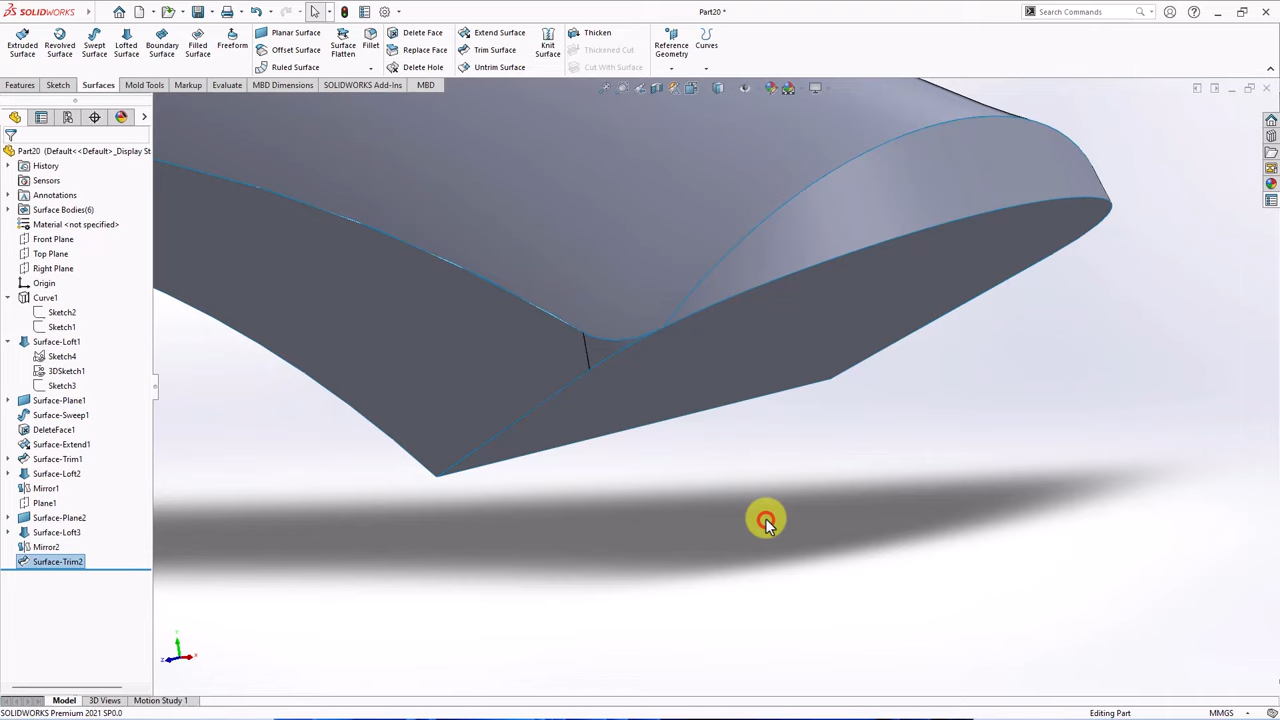 SOLIDWORKS
Part20 *
Search Commands
Extruded Surface
Revolved Surface
Swept Surface
Lofted Surface
Boundary Surface
Filled Surface
Freeform
Planar Surface
Offset Surface
Ruled Surface
Surface Flatten
Fillet
Delete Face
Replace Face
Delete Hole
Extend Surface
Trim Surface
Untrim Surface
Knit Surface
Thicken
Thickened Cut
Cut With Surface
Reference Geometry
Curves
Features Sketch Surfaces Mold Tools Markup Evaluate MBD Dimensions SOLIDWORKS Add-Ins MBD
Part20 (Default<<Default>_Display St
History
Sensors
Annotations
Surface Bodies(6)
Material <not specified>
Front Plane
Top Plane
Right Plane
Origin
Curve1
Sketch2
Sketch1
Surface-Loft1
Sketch4
3DSketch1
Sketch3
Surface-Plane1
Surface-Sweep1
DeleteFace1
Surface-Extend1
Surface-Trim1
Surface-Loft2
Mirror1
Plane1
Surface-Plane2
Surface-Loft3
Mirror2
Surface-Trim2
Y
Z
X
Model 3D Views Motion Study 1
SOLIDWORKS Premium 2021 SP0.0
Editing Part
MMGS